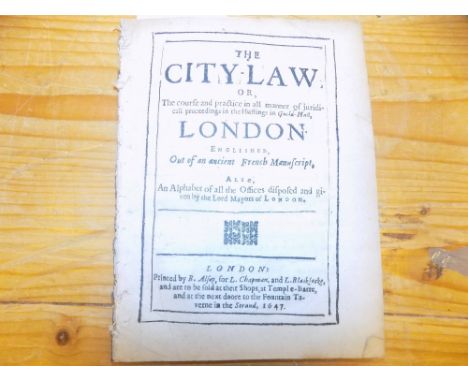 THE
CITY-LAW,
OR,
The course and practice in all manner of juridi-
call proceedings in the Hustings in Guild-Hall,
LONDON.
ENGLISHED,
Out of an ancient French Manuscript,
ALSO,
An Alphabet of all the Offices disposed and gi-
ven by the Lord Mayors of LONDON.
LONDON:
Printed by B. Alsop, for L. Chapman, and L. Blacklocke,
and are to be sold at their Shops, at Temple-Barre,
and at the next doore to the Fountain Ta-
verne in the Strand, 1647.